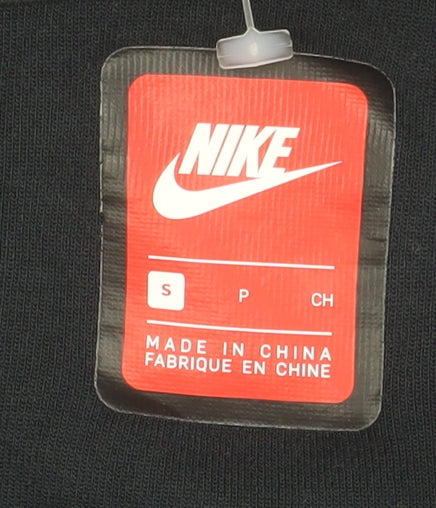 NIKE
S P CH
MADE IN CHINA
FABRIQUE EN CHINE